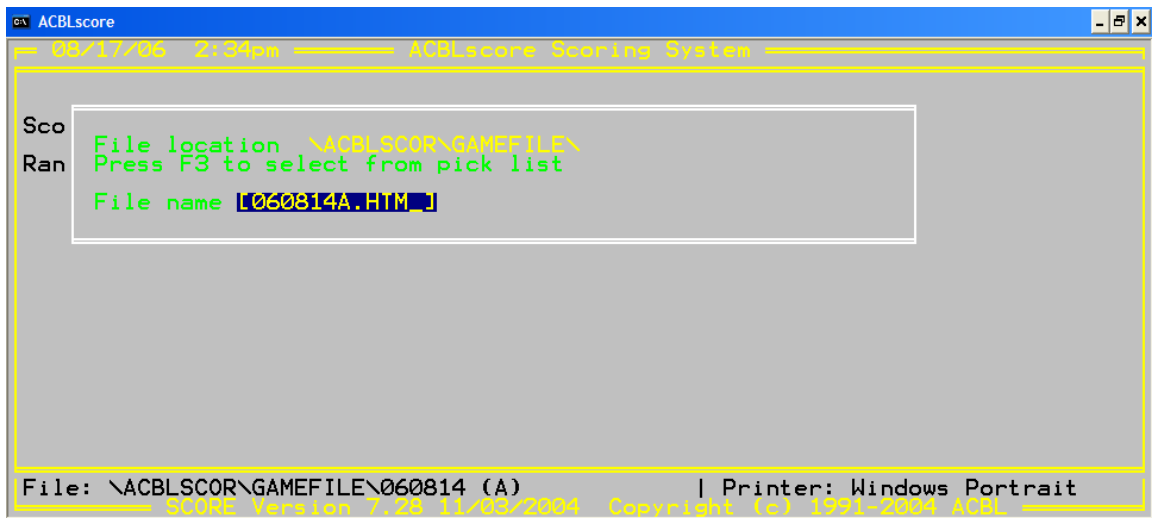 ACBLscore
08/17/06 2:34pm ACBLscore Scoring System
Sco
File location \ACBLSCOR\GAMEFILE\
Ran Press F3 to select from pick list
File name [060814A.HTM_]
File: \ACBLSCOR\GAMEFILE\060814 (A) | Printer: Windows Portrait
SCORE Version 7.28 11/03/2004 Copyright (c) 1991-2004 ACBL